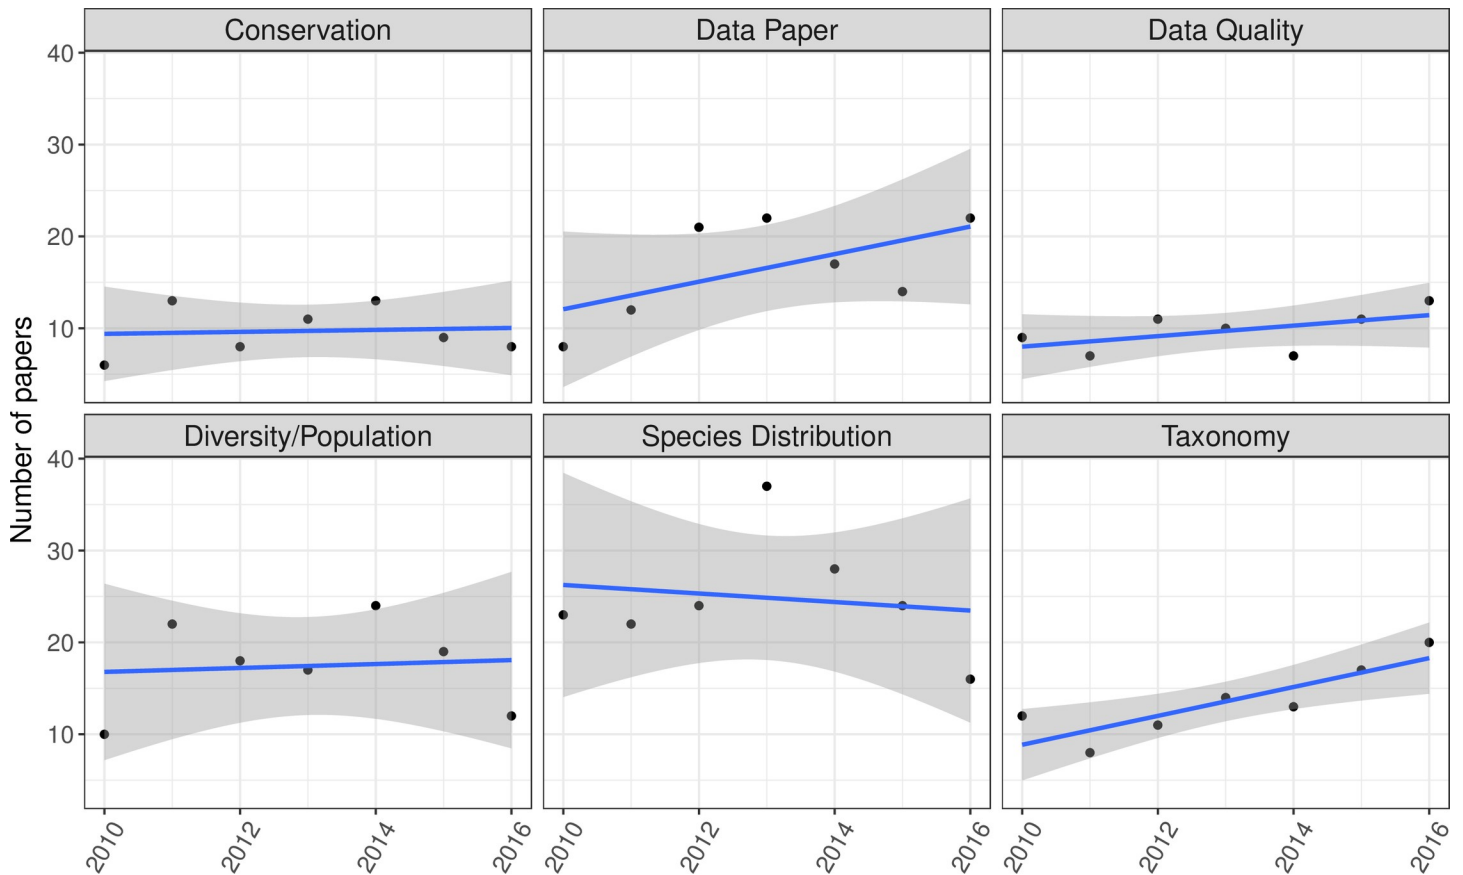 Conservation
Data Paper
Data Quality
40
30
20
10
Number of papers
Diversity/Population
Species Distribution
Taxonomy
40
30
20
10
2010
2012
2014
2016
2010
2012
2014
2016
2010
2012
2014
2016